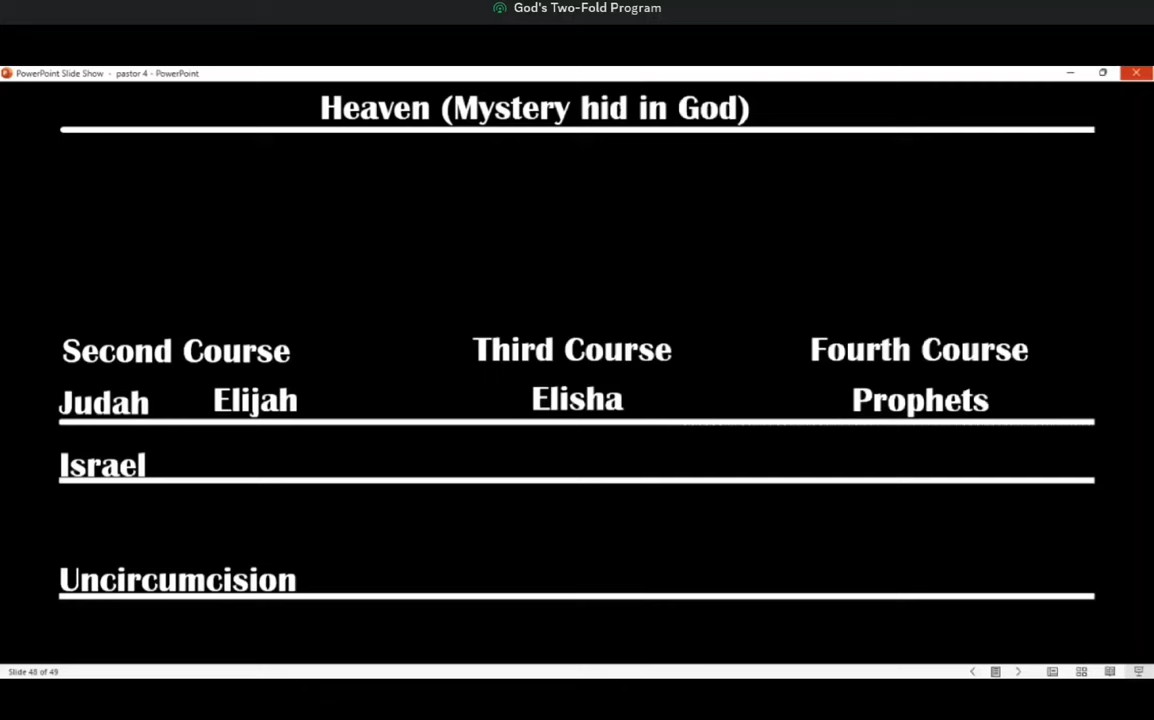 God's Two-Fold Program
PowerPoint Slide Show - pastor 4 - PowerPoint
Heaven (Mystery hid in God)
Second Course Third Course Fourth Course
Judah Elijah Elisha Prophets
Israel
Uncircumcision
Slide 48 of 49